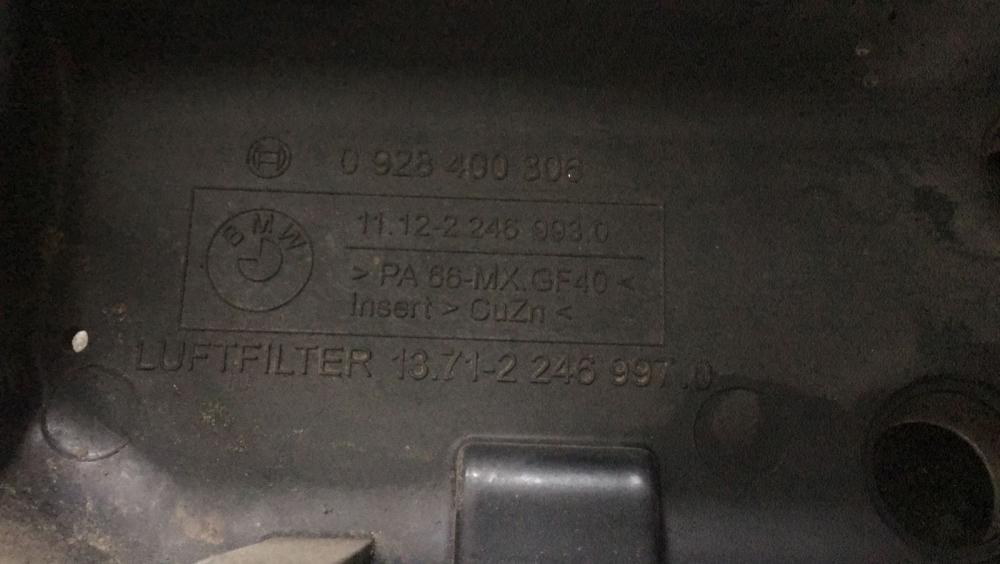 0 928 400 306
BMW
11.12-2 246 993.0
> PA 66-MX.GF40 <
Insert > CuZn <
LUFTFILTER 13.71-2 246 997.0